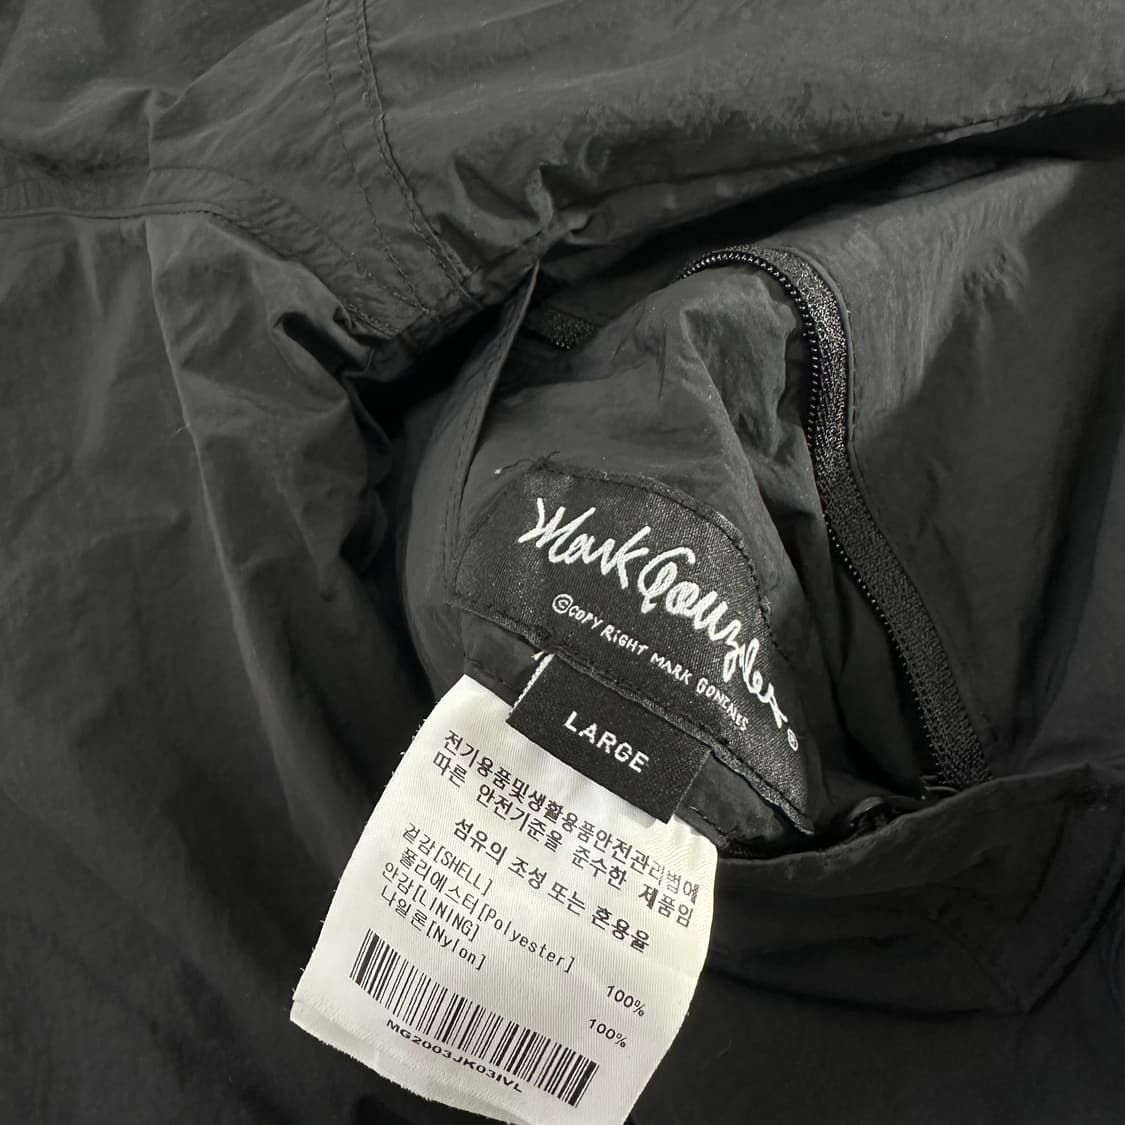 Mark Gonzales®
©COPY RIGHT MARK GONZALES
LARGE
전기용품및생활용품안전관리법에
따른 안전기준을 준수한 제품임
섬유의 조성 또는 혼용율
겉감[SHELL]
폴리에스터[Polyester] 100%
안감[LINING]
나일론[Nylon] 100%
MG2003JK03IVL